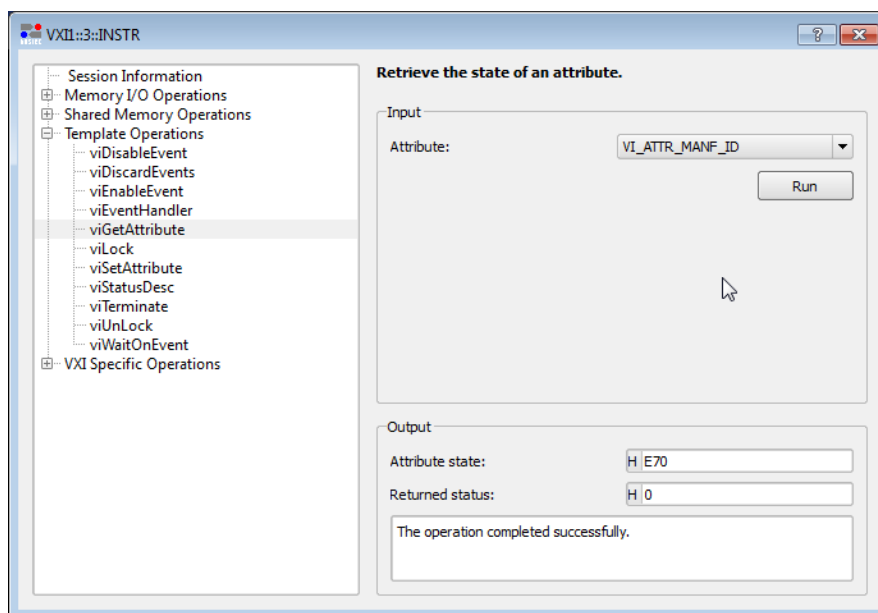 VXI1::3::INSTR
Session Information
Memory I/O Operations
Shared Memory Operations
Template Operations
viDisableEvent
viDiscardEvents
viEnableEvent
viEventHandler
viGetAttribute
viLock
viSetAttribute
viStatusDesc
viTerminate
viUnLock
viWaitOnEvent
VXI Specific Operations
Retrieve the state of an attribute.
Input
Attribute: VI_ATTR_MANF_ID
Run
Output
Attribute state: H E70
Returned status: H 0
The operation completed successfully.